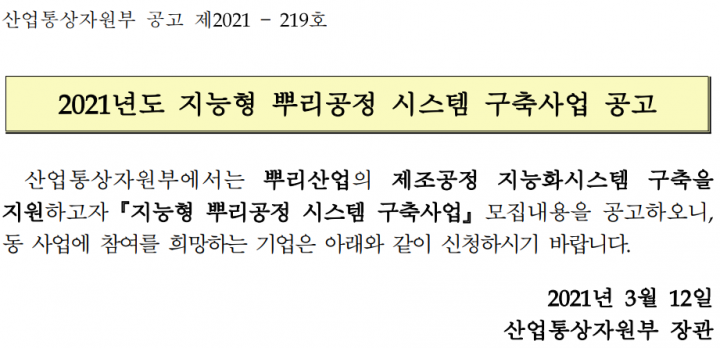 산업통상자원부 공고 제2021 - 219호
2021년도 지능형 뿌리공정 시스템 구축사업 공고
산업통상자원부에서는 뿌리산업의 제조공정 지능화시스템 구축을
지원하고자 『지능형 뿌리공정 시스템 구축사업』 모집내용을 공고하오니,
동 사업에 참여를 희망하는 기업은 아래와 같이 신청하시기 바랍니다.
2021년 3월 12일
산업통상자원부 장관